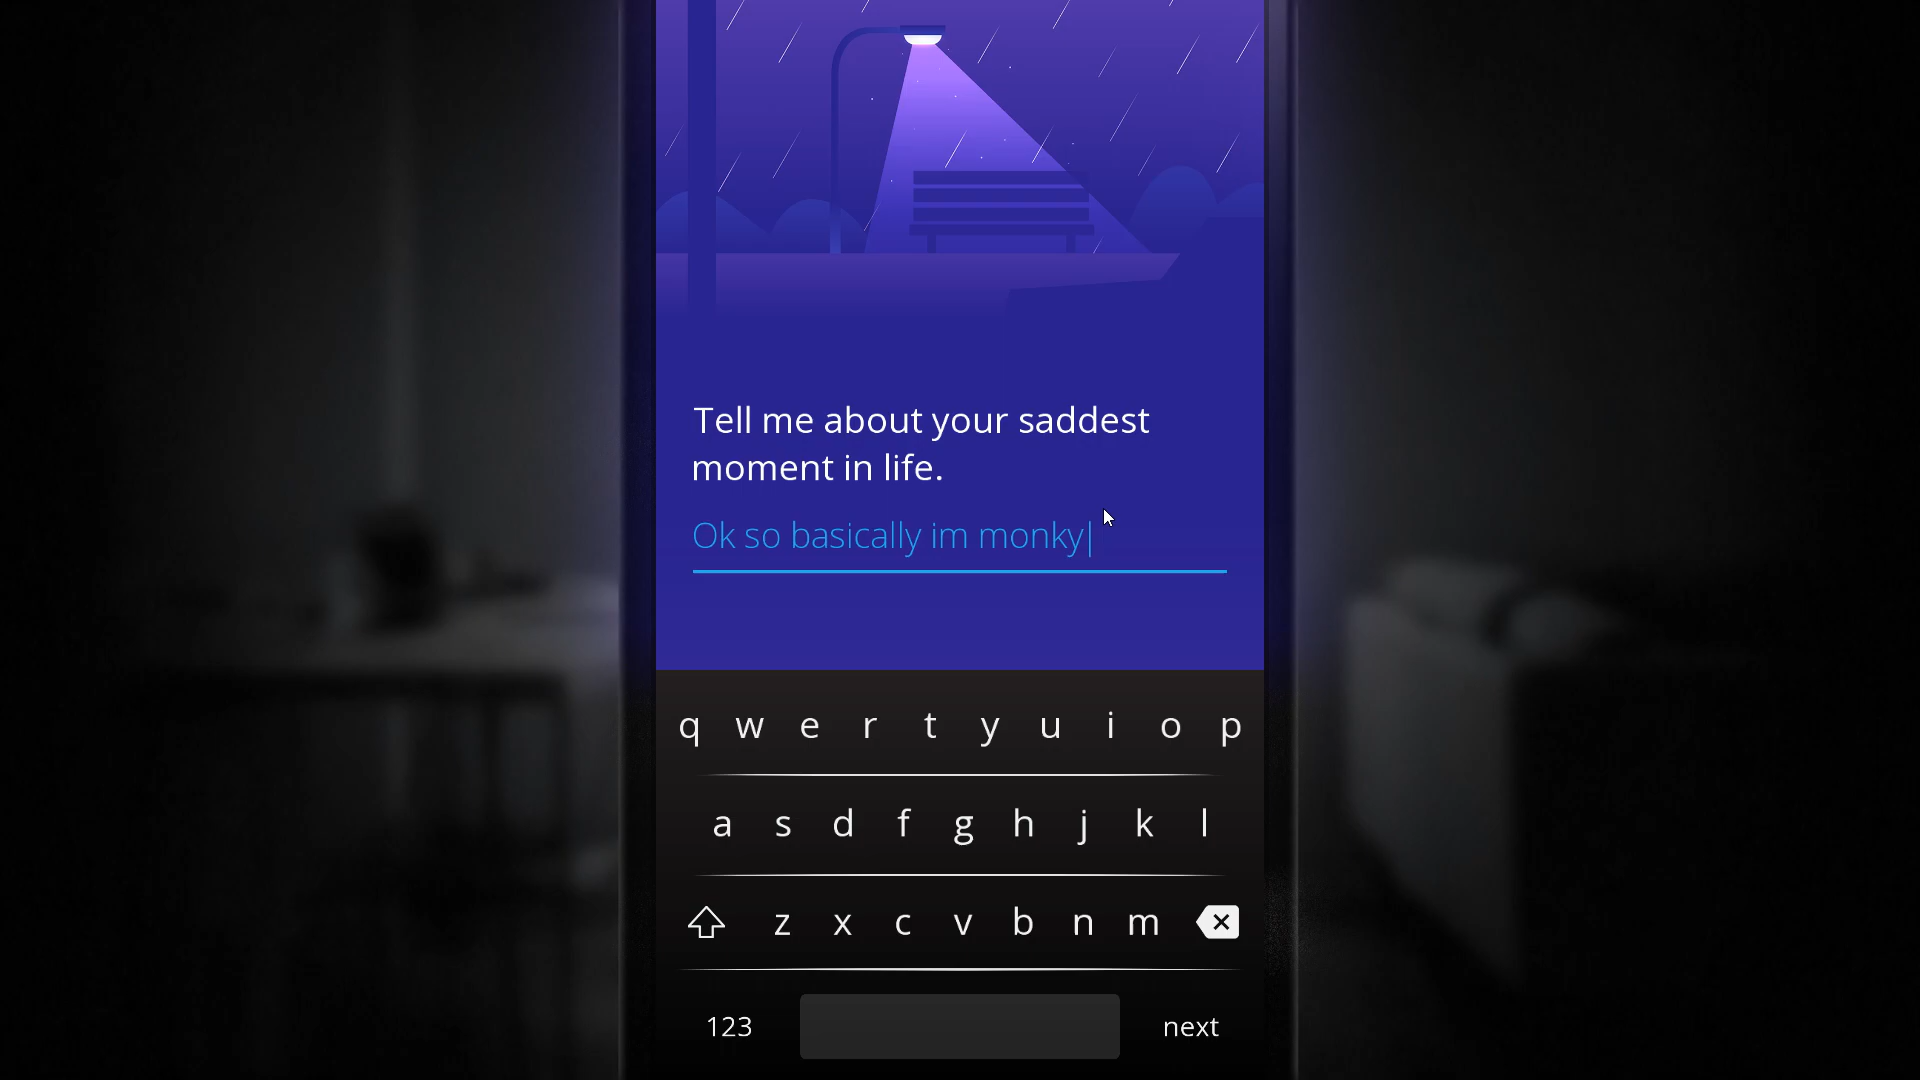 Tell me about your saddest
moment in life.
Ok so basically im monky
q w e r t y u i o p
a s d f g h j k l
z x c v b n m
123 next